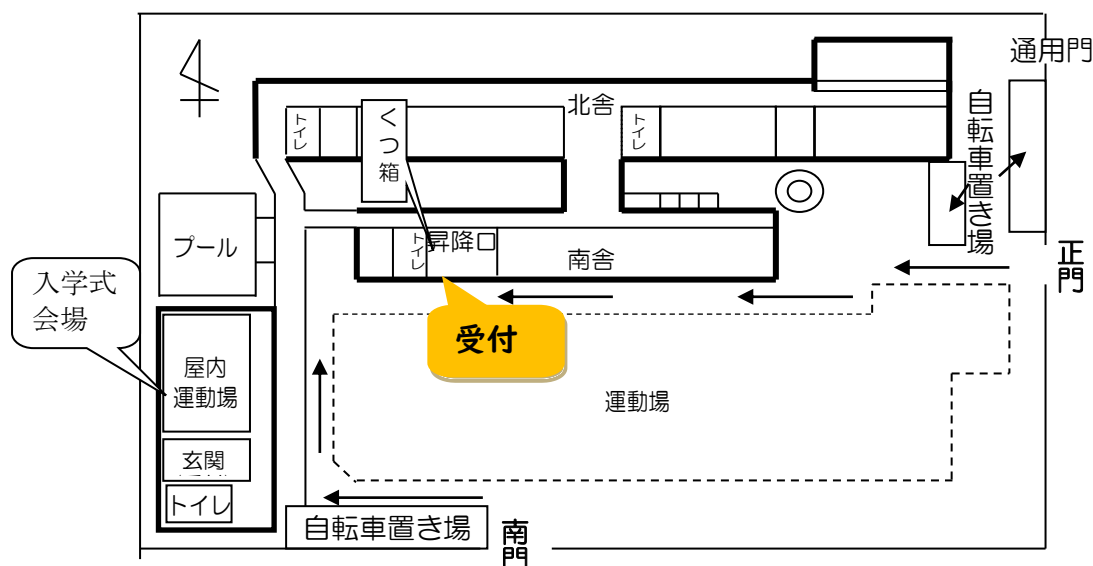 通用門
北舎
自転車置き場
トイレ
くつ箱
トイレ
プール
トイレ
昇降口
南舎
正門
入学式
会場
受付
屋内
運動場
運動場
玄関
トイレ
自転車置き場
南門